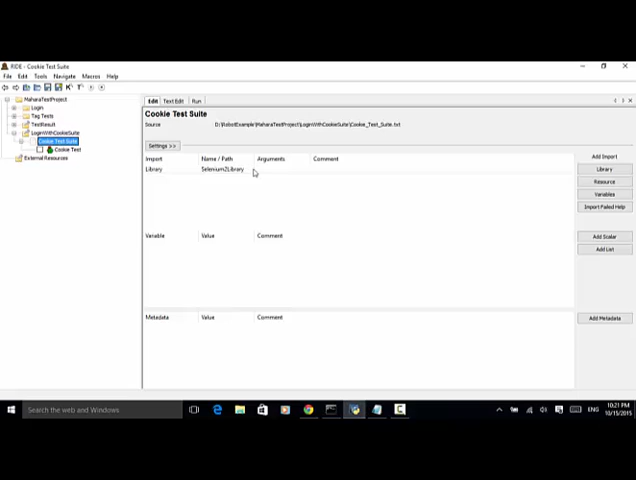 RIDE - Cookie Test Suite
File Edit Tools Navigate Macros Help
MaharaTestProject
Login
Tag Tests
TestResult
LoginWithCookieSuite
Cookie Test Suite
Cookie Test
External Resources
Edit Text Edit Run
Cookie Test Suite
Source D:\RobotExample\MaharaTestProject\LoginWithCookieSuite\Cookie_Test_Suite.txt
Settings >>
Import Name / Path Arguments Comment
Library Selenium2Library
Add Import
Library
Resource
Variables
Import Failed Help
Variable Value Comment
Add Scalar
Add List
Metadata Value Comment
Add Metadata
Search the web and Windows
ENG
10:21 PM
10/15/2015